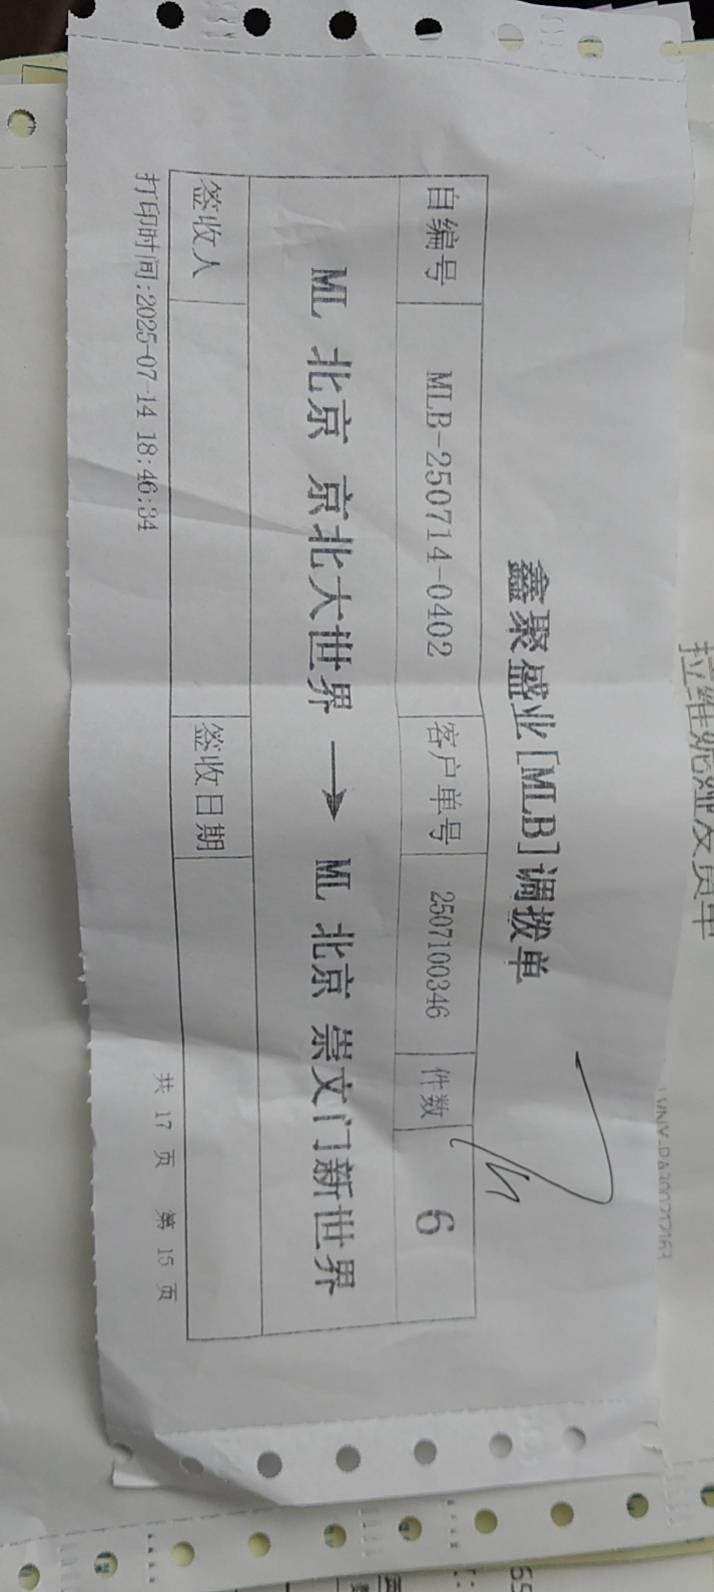 鑫聚盛业[MLB]调拨单
自编号 MLB-250714-0402 客户单号 2507100346 件数 6
ML 北京 京北大世界 → ML 北京 崇文门新世界
签收人 签收日期
打印时间:2025-07-14 18:46:34 共 17 页 第 15 页